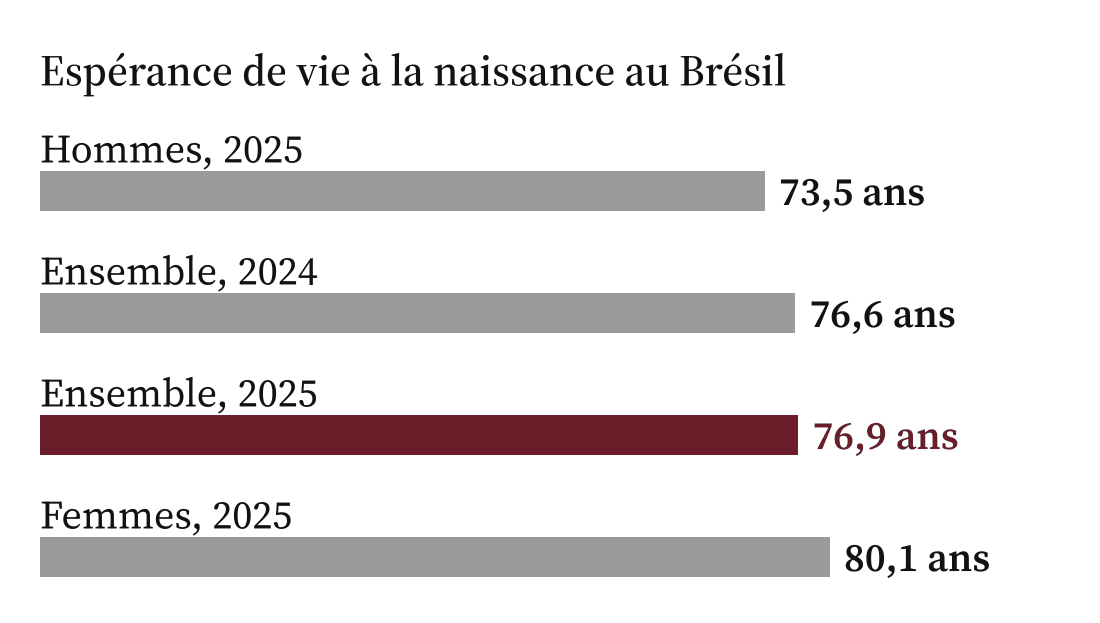 Espérance de vie à la naissance au Brésil
Hommes, 2025
73,5 ans
Ensemble, 2024
76,6 ans
Ensemble, 2025
76,9 ans
Femmes, 2025
80,1 ans